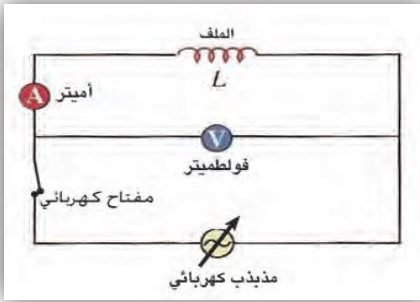 الملف
L
A
أميتر
V
فولطميتر
مفتاح كهربائي
مذبذب كهربائي